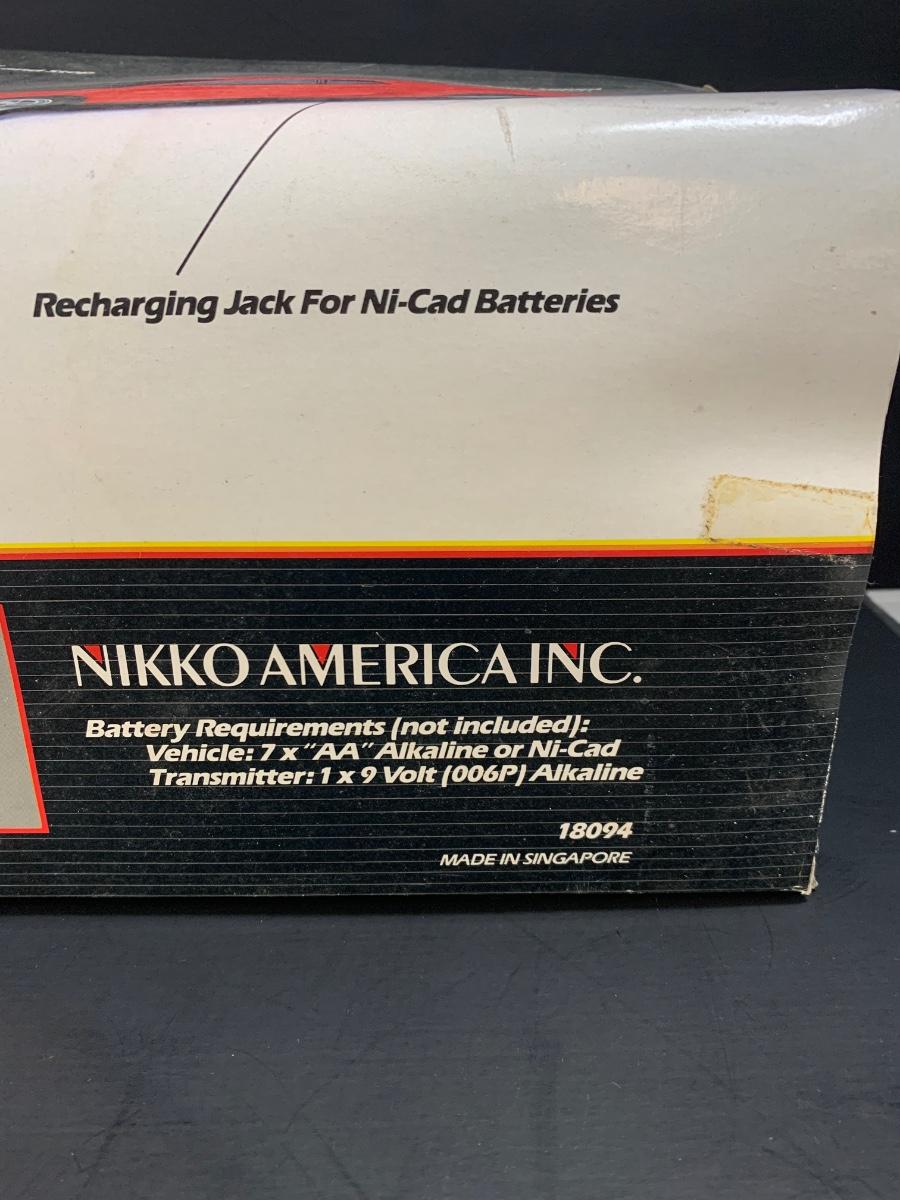 Recharging Jack For Ni-Cad Batteries
NIKKO AMERICA INC.
Battery Requirements (not included):
Vehicle: 7 x "AA" Alkaline or Ni-Cad
Transmitter: 1 x 9 Volt (006P) Alkaline
18094
MADE IN SINGAPORE